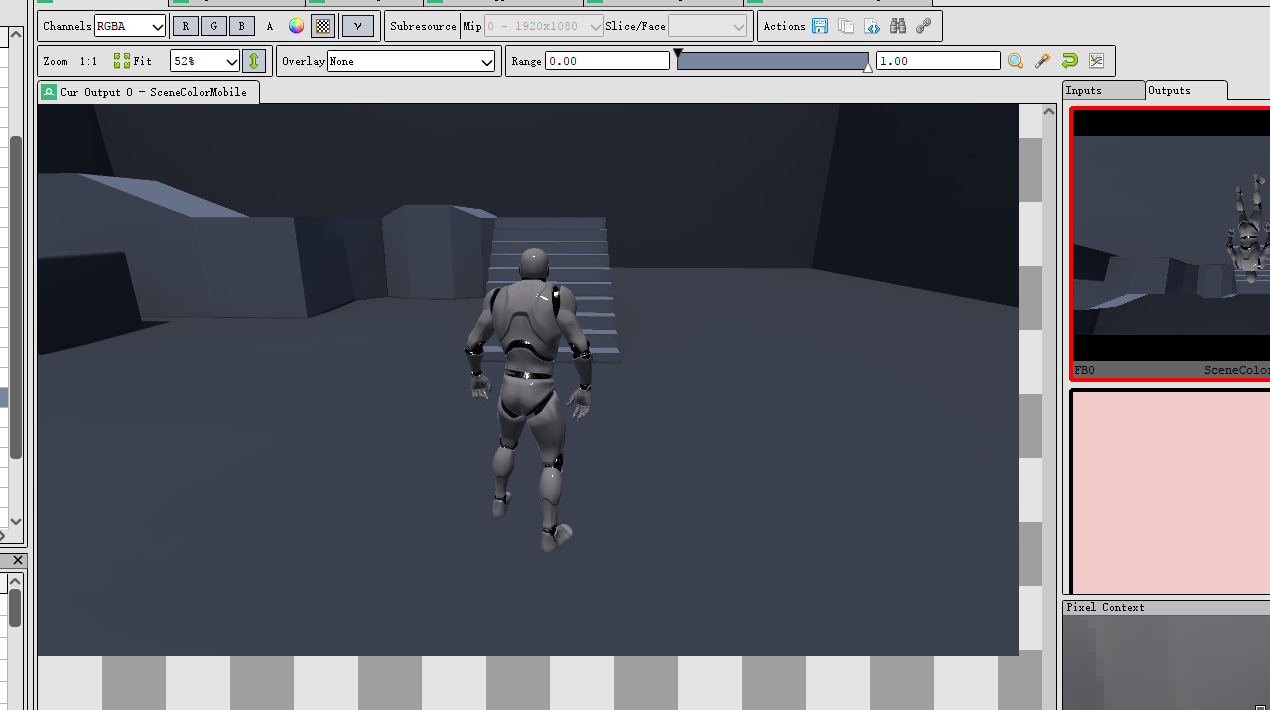 Channels RGBA R G B A γ Subresource Mip 0 - 1920x1080 Slice/Face Actions
Zoom 1:1 Fit 52% Overlay None Range 0.00 1.00
Cur Output 0 - SceneColorMobile
Inputs Outputs
FB0 SceneColor
Pixel Context